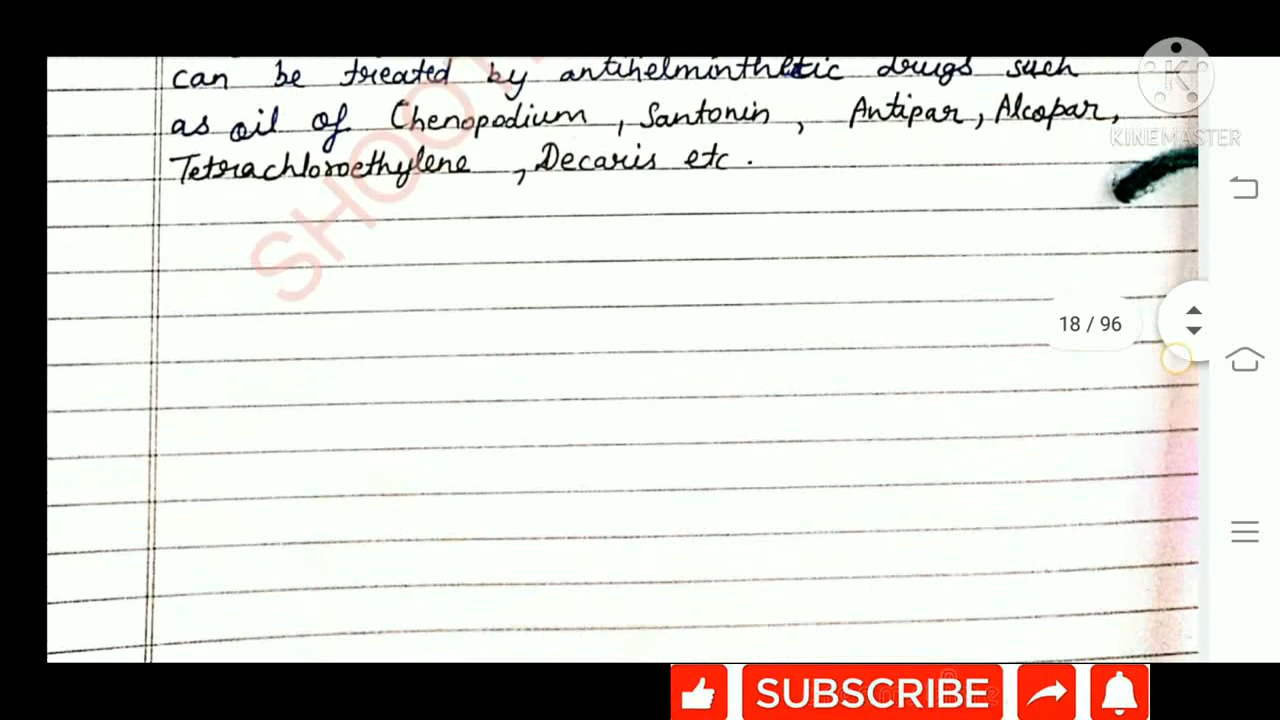 can be treated by antihelminthetic drugs such
as oil of Chenopodium, Santonin, Antipar, Alcopar,
Tetrachloroethylene, Decaris etc.
KINEMASTER
18 / 96
SUBSCRIBE